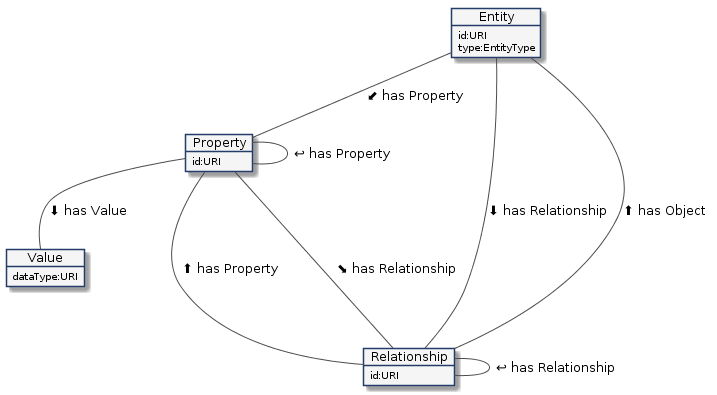 Entity
id:URI
type:EntityType
⬋ has Property
Property
id:URI
↩ has Property
⬇ has Value
⬇ has Relationship
⬆ has Object
Value
dataType:URI
⬆ has Property
⬊ has Relationship
Relationship
id:URI
↩ has Relationship